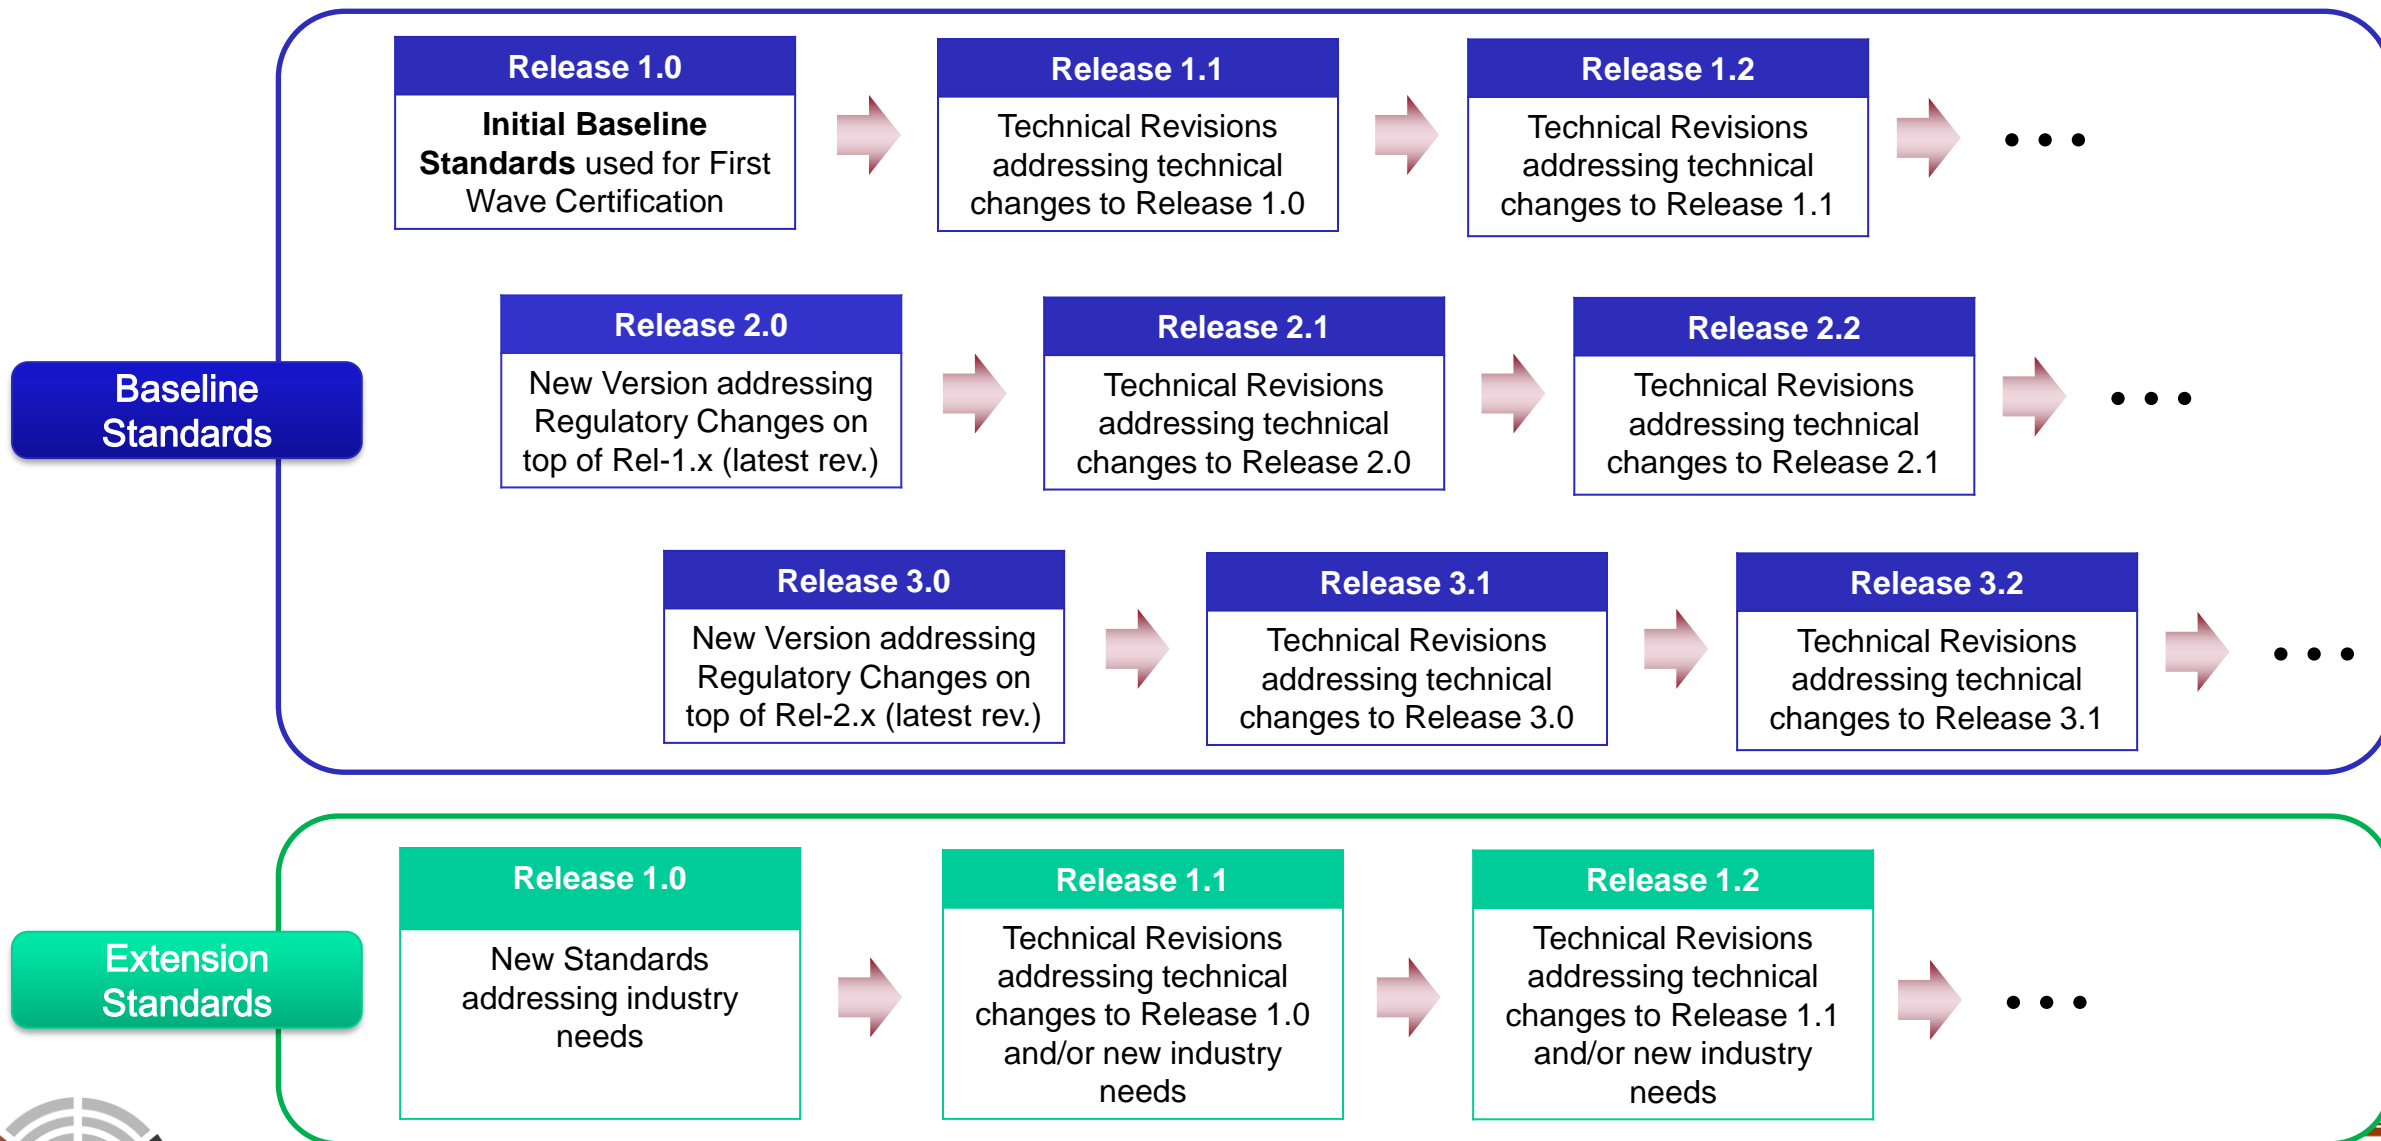 Release 1.0
Initial Baseline
Standards used for First
Wave Certification
Release 1.1
Technical Revisions
addressing technical
changes to Release 1.0
Release 1.2
Technical Revisions
addressing technical
changes to Release 1.1
• • •
Baseline
Standards
Release 2.0
New Version addressing
Regulatory Changes on
top of Rel-1.x (latest rev.)
Release 2.1
Technical Revisions
addressing technical
changes to Release 2.0
Release 2.2
Technical Revisions
addressing technical
changes to Release 2.1
• • •
Release 3.0
New Version addressing
Regulatory Changes on
top of Rel-2.x (latest rev.)
Release 3.1
Technical Revisions
addressing technical
changes to Release 3.0
Release 3.2
Technical Revisions
addressing technical
changes to Release 3.1
• • •
Extension
Standards
Release 1.0
New Standards
addressing industry
needs
Release 1.1
Technical Revisions
addressing technical
changes to Release 1.0
and/or new industry
needs
Release 1.2
Technical Revisions
addressing technical
changes to Release 1.1
and/or new industry
needs
• • •